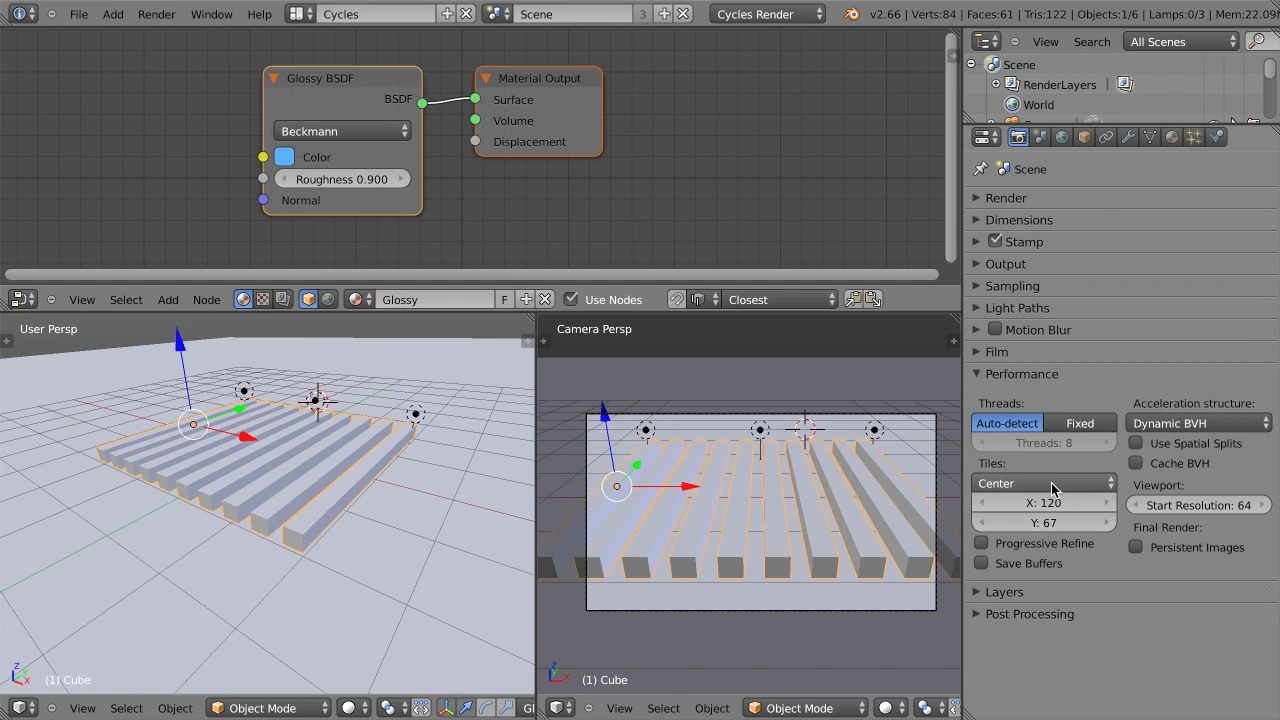 File Add Render Window Help Cycles Scene 3 Cycles Render v2.66 | Verts:84 | Faces:61 | Tris:122 | Objects:1/6 | Lamps:0/3 | Mem:22.09
Glossy BSDF
BSDF
Beckmann
Color
Roughness 0.900
Normal
Material Output
Surface
Volume
Displacement
View Select Add Node Glossy F Use Nodes Closest
User Persp
(1) Cube
View Select Object Object Mode Gl
Camera Persp
(1) Cube
View Select Object Object Mode
View Search All Scenes
Scene
RenderLayers
World
Scene
Render
Dimensions
Stamp
Output
Sampling
Light Paths
Motion Blur
Film
Performance
Threads:
Auto-detect Fixed
Threads: 8
Tiles:
Center
X: 120
Y: 67
Progressive Refine
Save Buffers
Acceleration structure:
Dynamic BVH
Use Spatial Splits
Cache BVH
Viewport:
Start Resolution: 64
Final Render:
Persistent Images
Layers
Post Processing